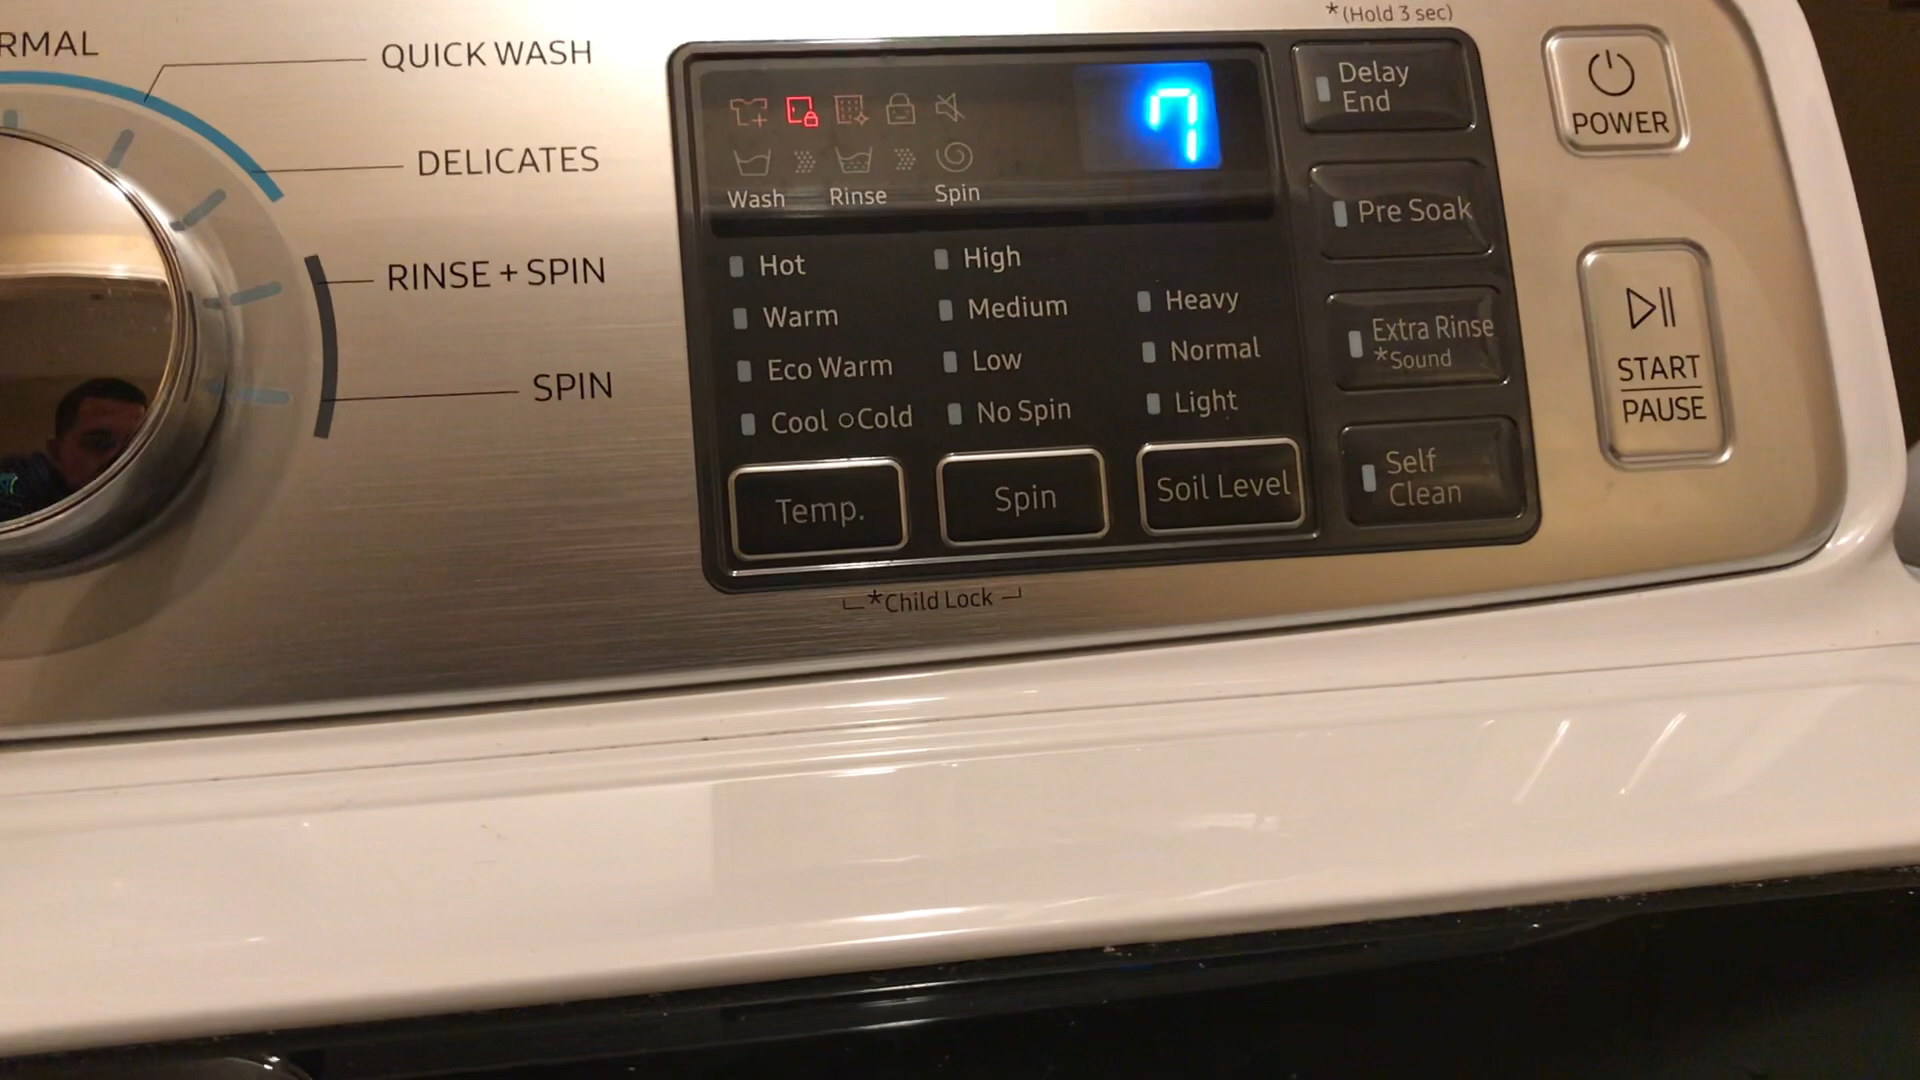 *(Hold 3 sec)
RMAL
QUICK WASH
DELICATES
RINSE + SPIN
SPIN
7
Wash Rinse Spin
Hot
Warm
Eco Warm
Cool Cold
High
Medium
Low
No Spin
Heavy
Normal
Light
Temp.
Spin
Soil Level
*Child Lock
Delay
End
Pre Soak
Extra Rinse
*Sound
Self
Clean
POWER
START
PAUSE